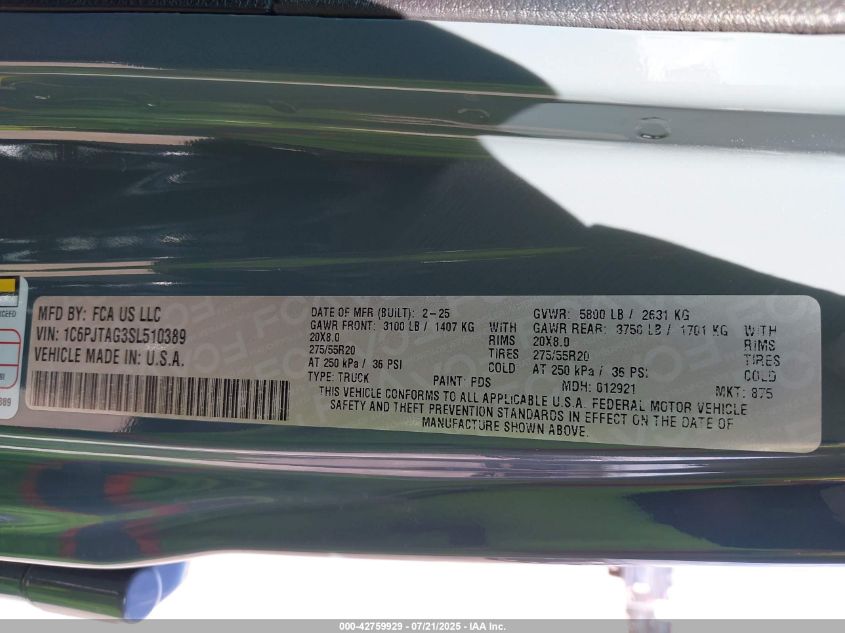 XCEED
MFD BY: FCA US LLC
VIN: 1C6PJTAG3SL510389
VEHICLE MADE IN: U.S.A.
389
DATE OF MFR (BUILT): 2-25
GAWR FRONT: 3100 LB / 1407 KG WITH
20X8.0 RIMS
275/55R20 TIRES
AT 250 kPa / 36 PSI COLD
TYPE: TRUCK PAINT: PDS
GVWR: 5800 LB / 2631 KG
GAWR REAR: 3750 LB / 1701 KG WITH
20X8.0 RIMS
275/55R20 TIRES
AT 250 kPa / 36 PSI COLD
MDH: 012921 MKT: 875
THIS VEHICLE CONFORMS TO ALL APPLICABLE U.S.A. FEDERAL MOTOR VEHICLE
SAFETY AND THEFT PREVENTION STANDARDS IN EFFECT ON THE DATE OF
MANUFACTURE SHOWN ABOVE.
000-42759929 - 07/21/2025 - IAA Inc.